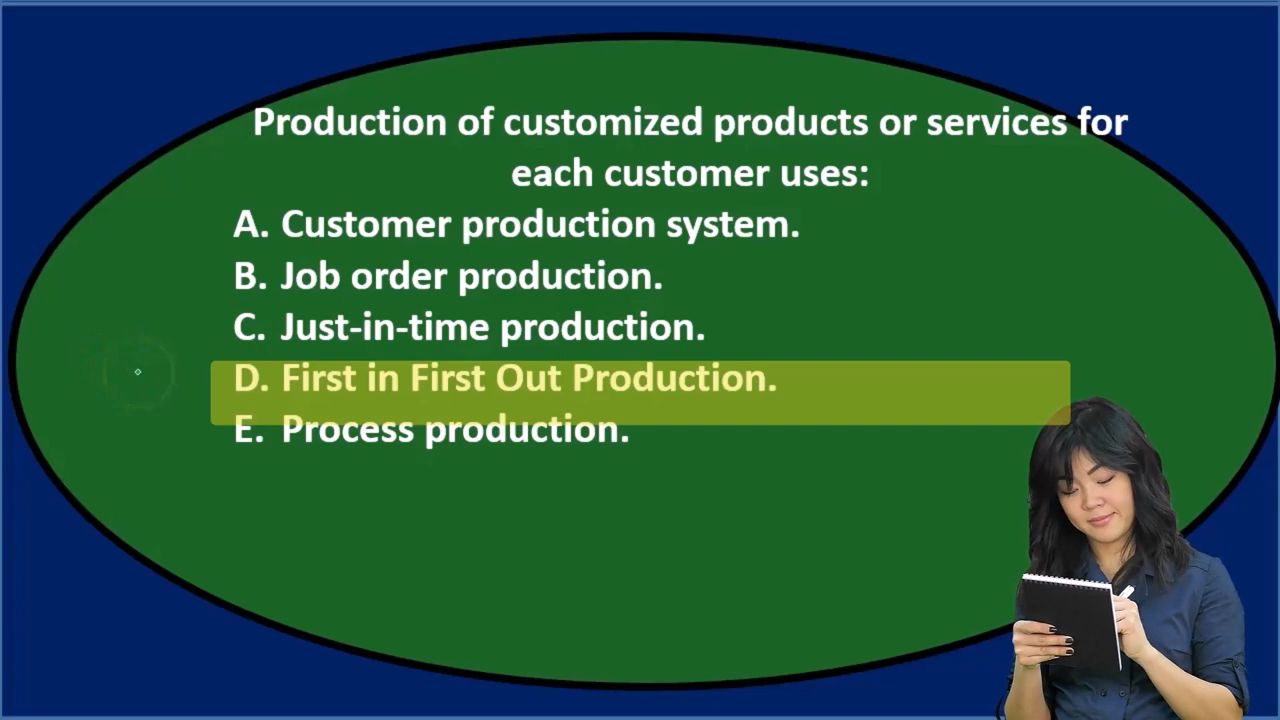 Production of customized products or services for
each customer uses:
A. Customer production system.
B. Job order production.
C. Just-in-time production.
D. First in First Out Production.
E. Process production.